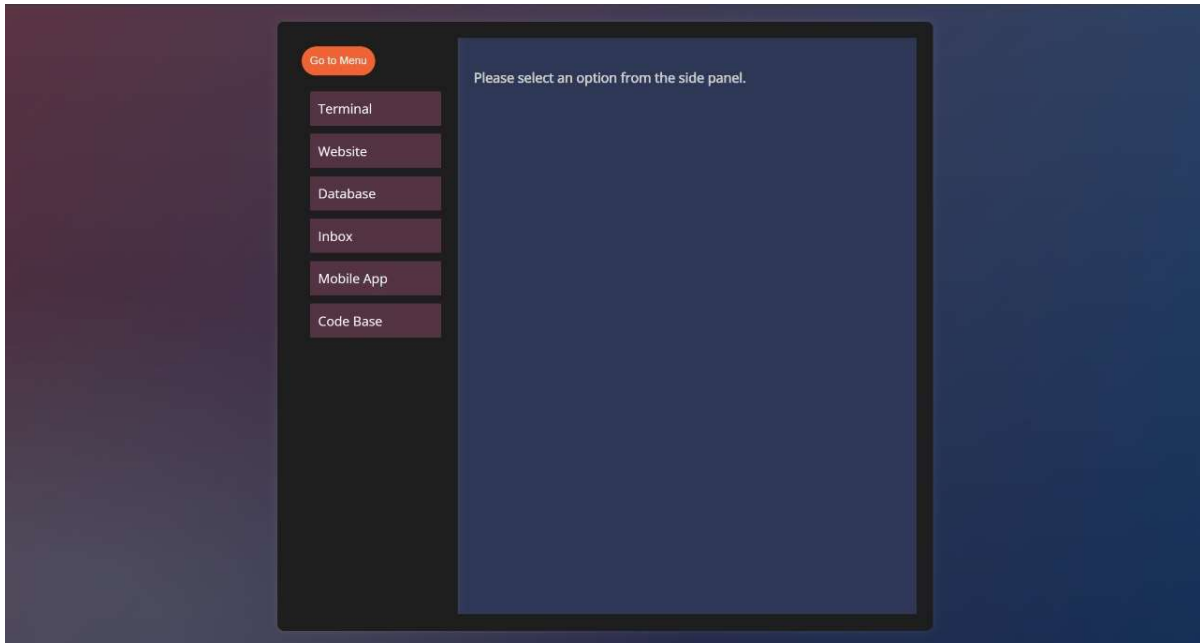 Go to Menu
Please select an option from the side panel.
Terminal
Website
Database
Inbox
Mobile App
Code Base